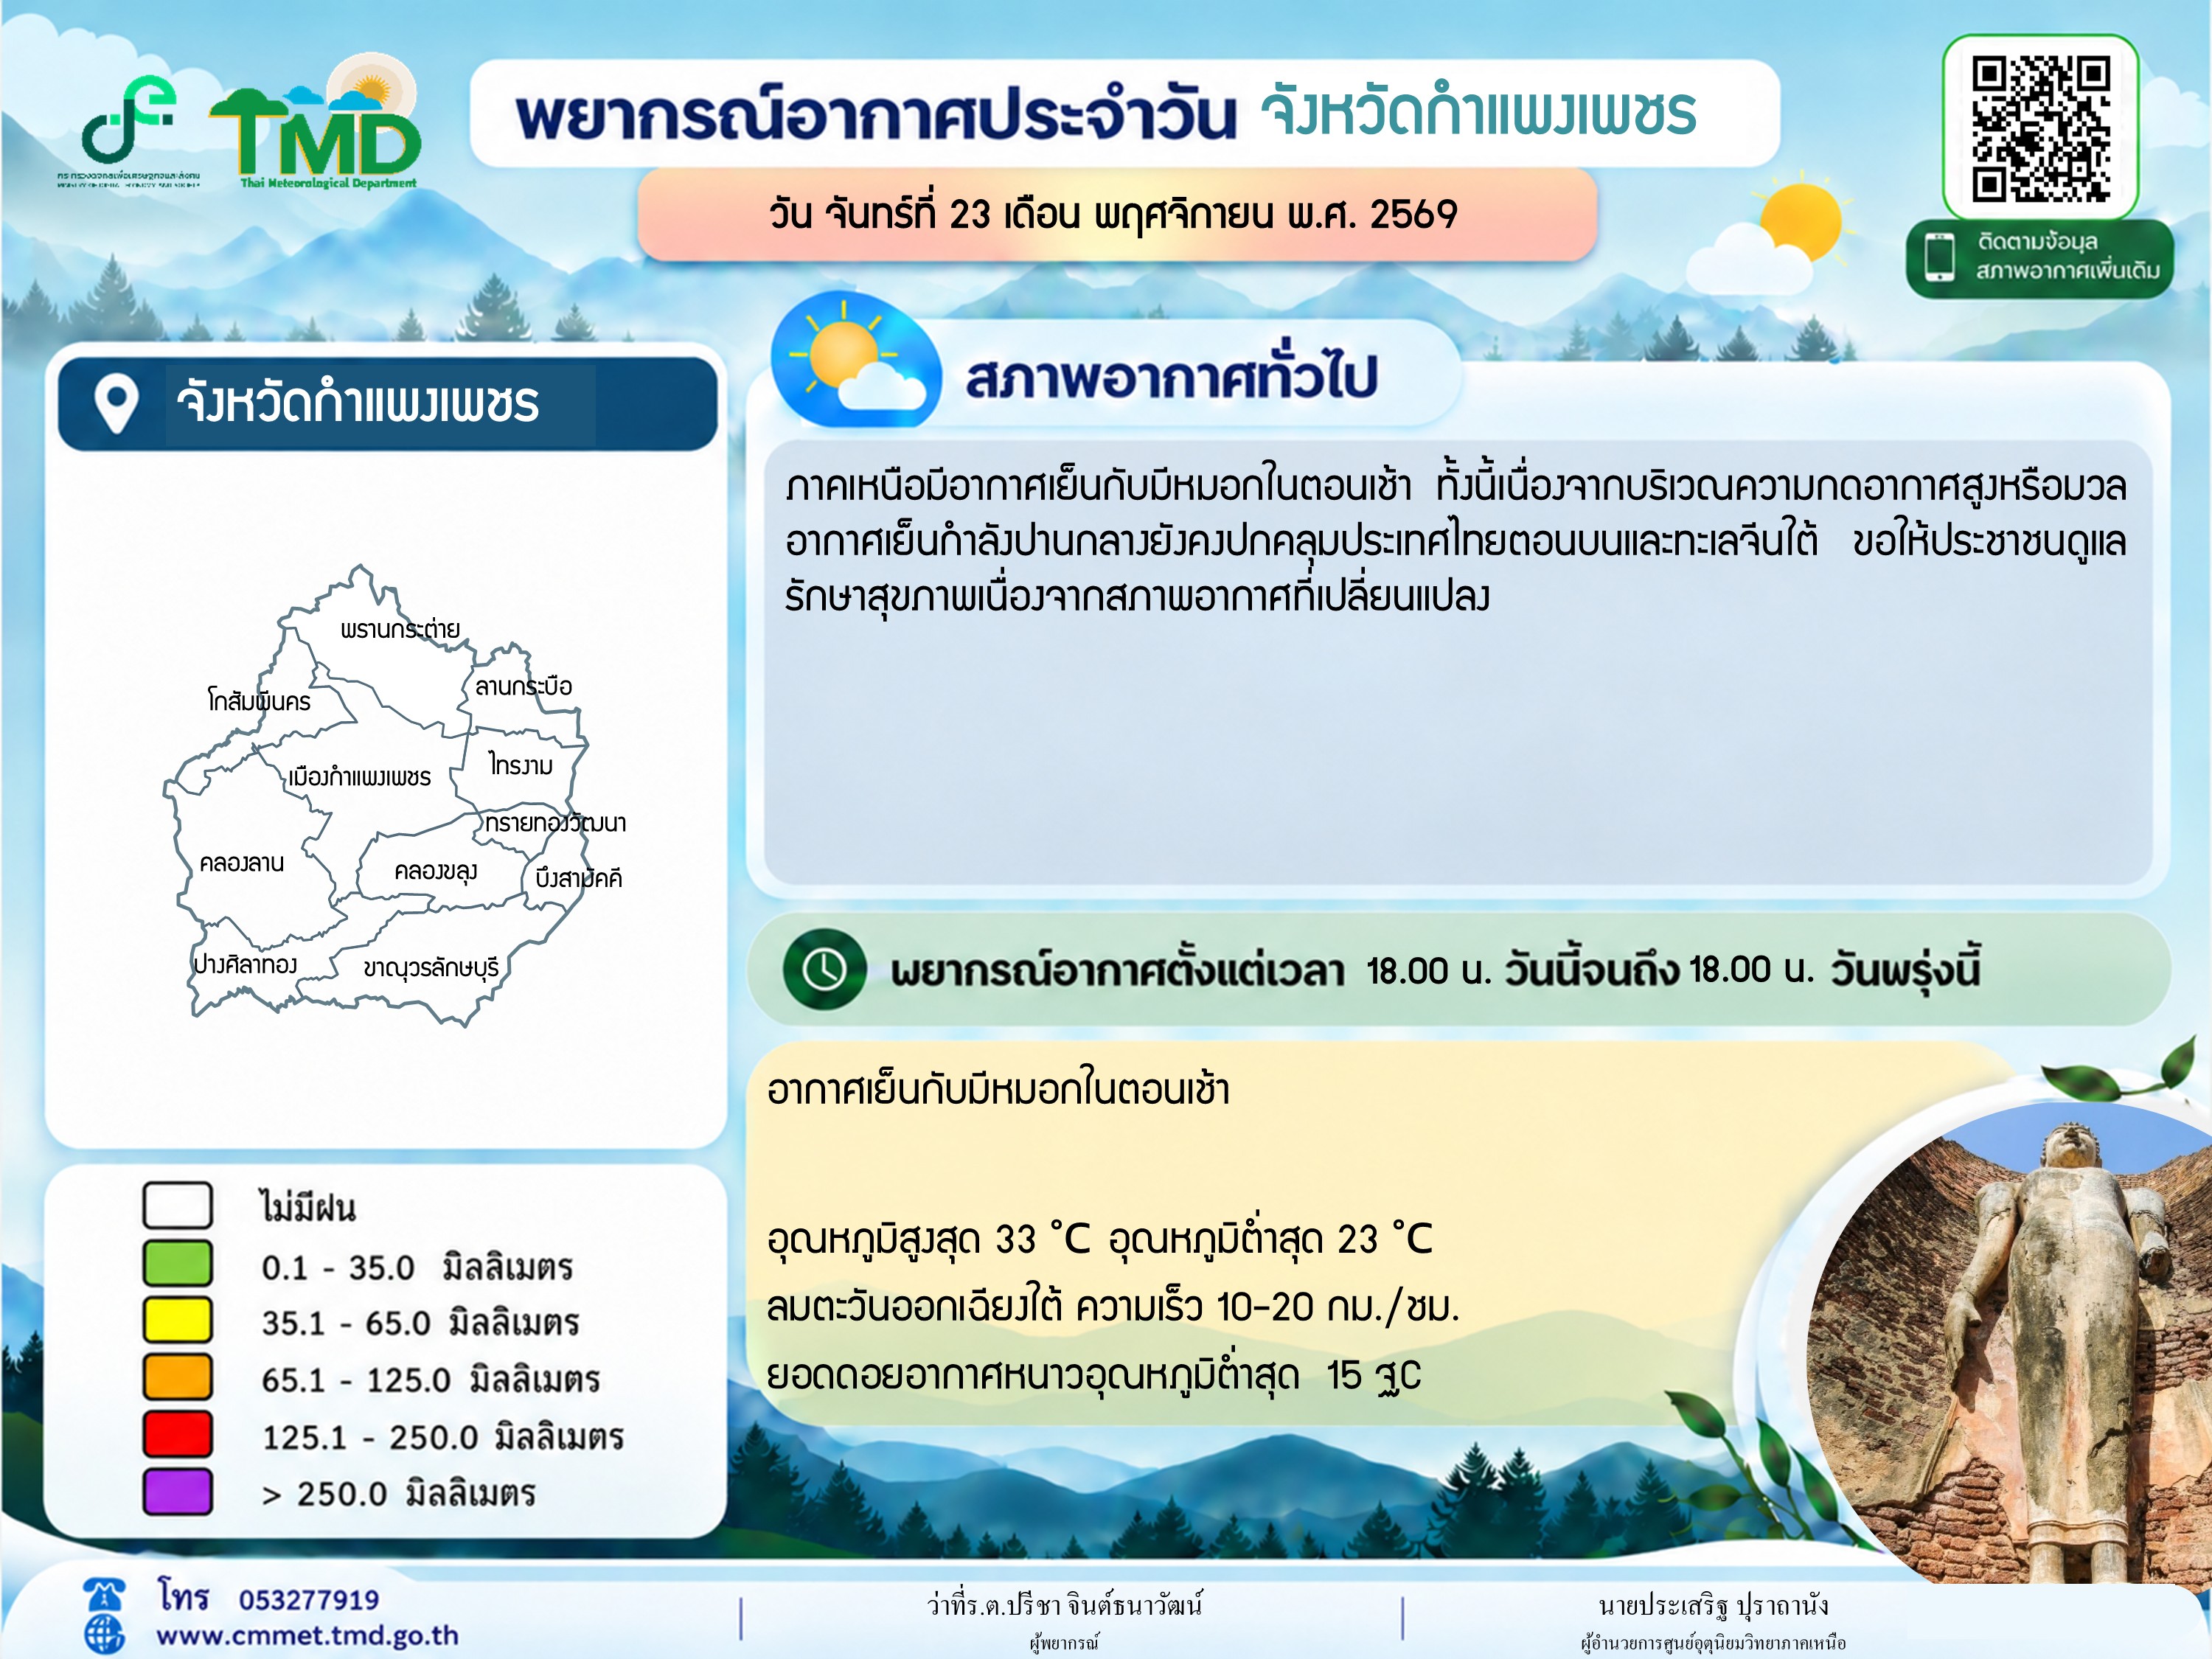 พยากรณ์อากาศประจำวัน จังหวัดกำแพงเพชร
TMD
Thai Meteorological Department
วัน จันทร์ที่ 23 เดือน พฤศจิกายน พ.ศ. 2569
สภาพอากาศเพิ่มเติม
จังหวัดกำแพงเพชร
พรานกระต่าย
ลานกระบือ
โกสัมพีนคร
ไทรงาม
เมืองกำแพงเพชร
ทรายทองวัฒนา
คลองลาน
คลองขลุง
บึงสามัคคี
ปางศิลาทอง
ขาณุวรลักษบุรี
ไม่มีฝน
0.1 - 35.0 มิลลิเมตร
35.1 - 65.0 มิลลิเมตร
65.1 - 125.0 มิลลิเมตร
125.1 - 250.0 มิลลิเมตร
> 250.0 มิลลิเมตร
สภาพอากาศทั่วไป
ภาคเหนือมีอากาศเย็นกับมีหมอกในตอนเช้า ทั้งนี้เนื่องจากบริเวณความกดอากาศสูงหรือมวล
อากาศเย็นกำลังปานกลางยังคงปกคลุมประเทศไทยตอนบนและทะเลจีนใต้ ขอให้ประชาชนดูแล
รักษาสุขภาพเนื่องจากสภาพอากาศที่เปลี่ยนแปลง
พยากรณ์อากาศตั้งแต่เวลา 18.00 น. วันนี้จนถึง 18.00 น. วันพรุ่งนี้
อากาศเย็นกับมีหมอกในตอนเช้า
อุณหภูมิสูงสุด 33 °C อุณหภูมิต่ำสุด 23 °C
ลมตะวันออกเฉียงใต้ ความเร็ว 10-20 กม./ชม.
ยอดดอยอากาศหนาวอุณหภูมิต่ำสุด 15 ฐC
โทร 053277919
www.cmmet.tmd.go.th
ว่าที่ร.ต.ปรีชา จินต์ธนาวัฒน์
ผู้พยากรณ์
นายประเสริฐ ปุราถานัง
ผู้อำนวยการศูนย์อุตุนิยมวิทยาภาคเหนือ